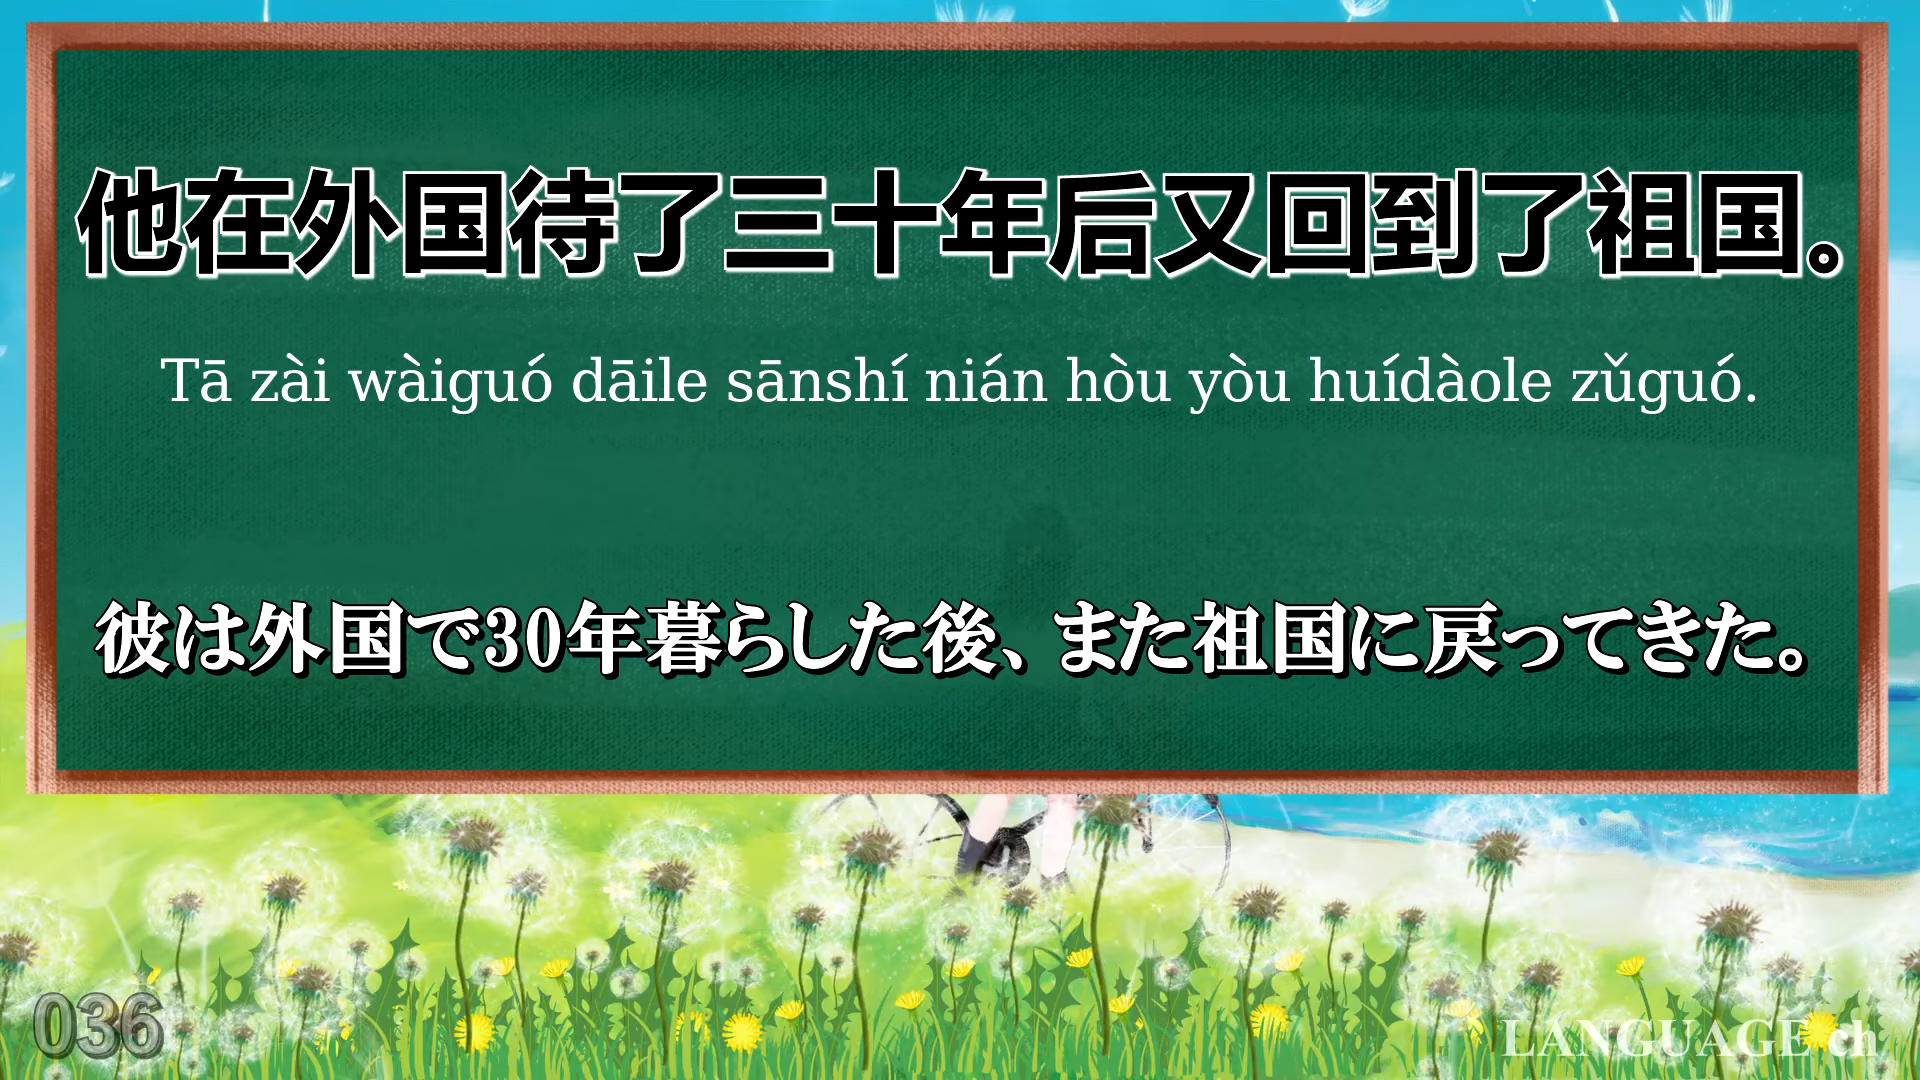 他在外国待了三十年后又回到了祖国。
Tā zài wàiguó dāile sānshí nián hòu yòu huídàole zǔguó.
彼は外国で30年暮らした後、また祖国に戻ってきた。
036
LANGUAGE ch